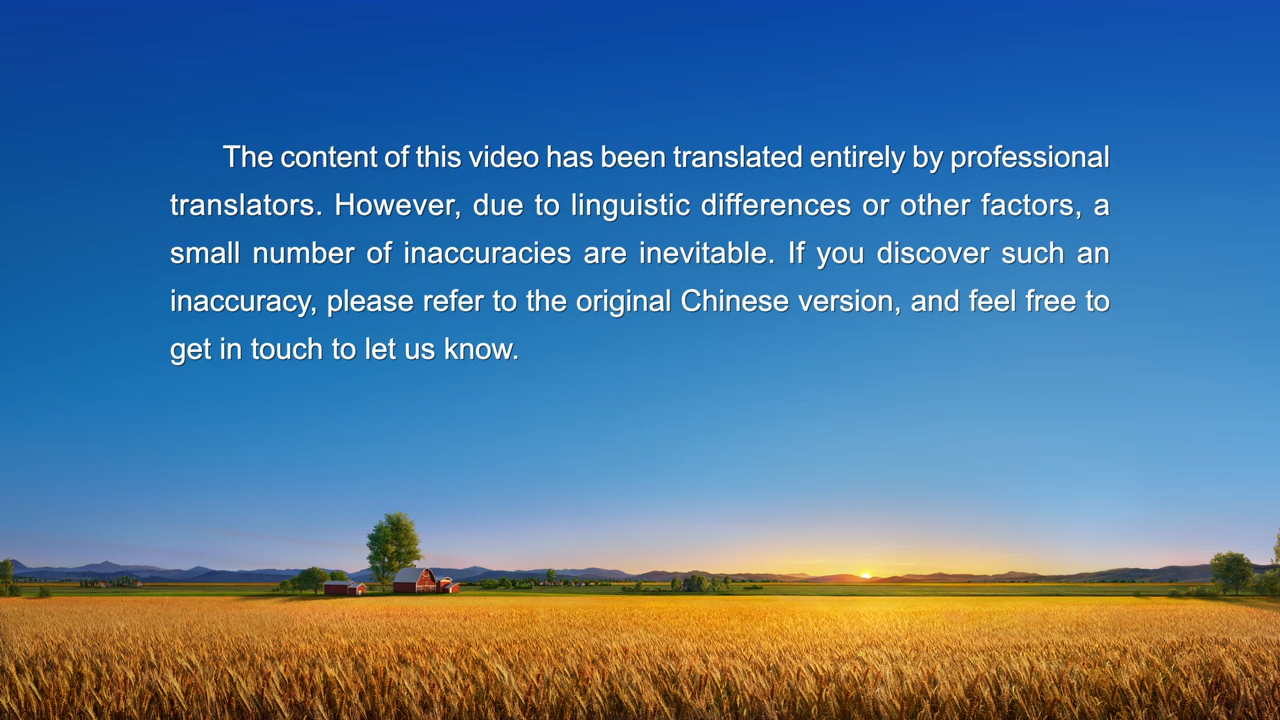 The content of this video has been translated entirely by professional
translators. However, due to linguistic differences or other factors, a
small number of inaccuracies are inevitable. If you discover such an
inaccuracy, please refer to the original Chinese version, and feel free to
get in touch to let us know.